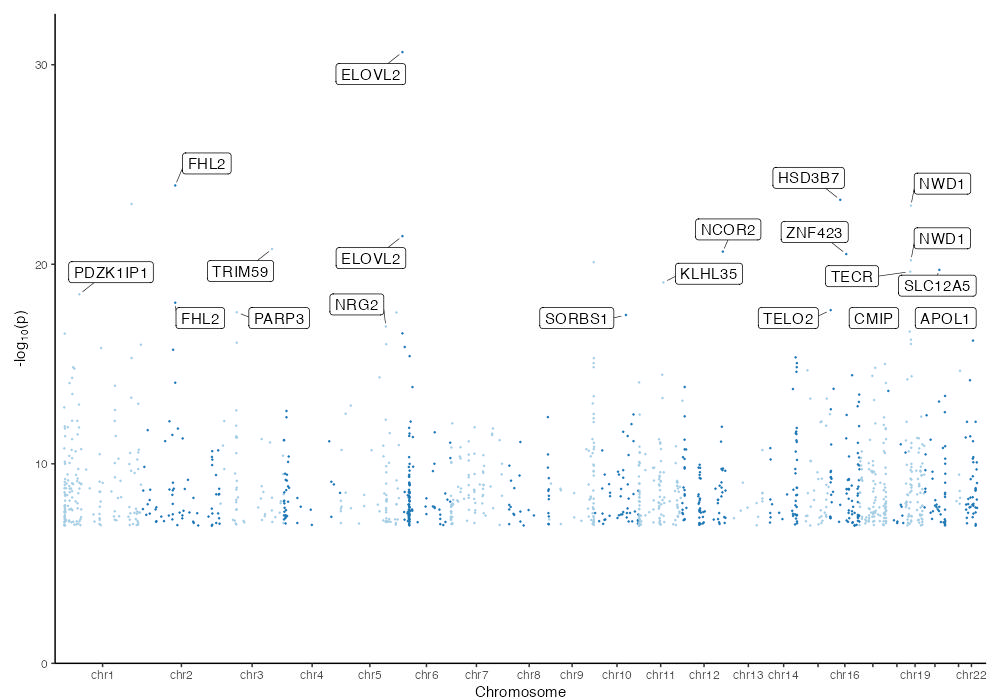 30
20
10
0
-log10(p)
ELOVL2
FHL2
HSD3B7
NWD1
NCOR2
ZNF423
NWD1
ELOVL2
PDZK1IP1
TRIM59
KLHL35
TECR
SLC12A5
NRG2
FHL2
PARP3
SORBS1
TELO2
CMIP
APOL1
chr1 chr2 chr3 chr4 chr5 chr6 chr7 chr8 chr9 chr10 chr11 chr12 chr13 chr14 chr16 chr19 chr22
Chromosome